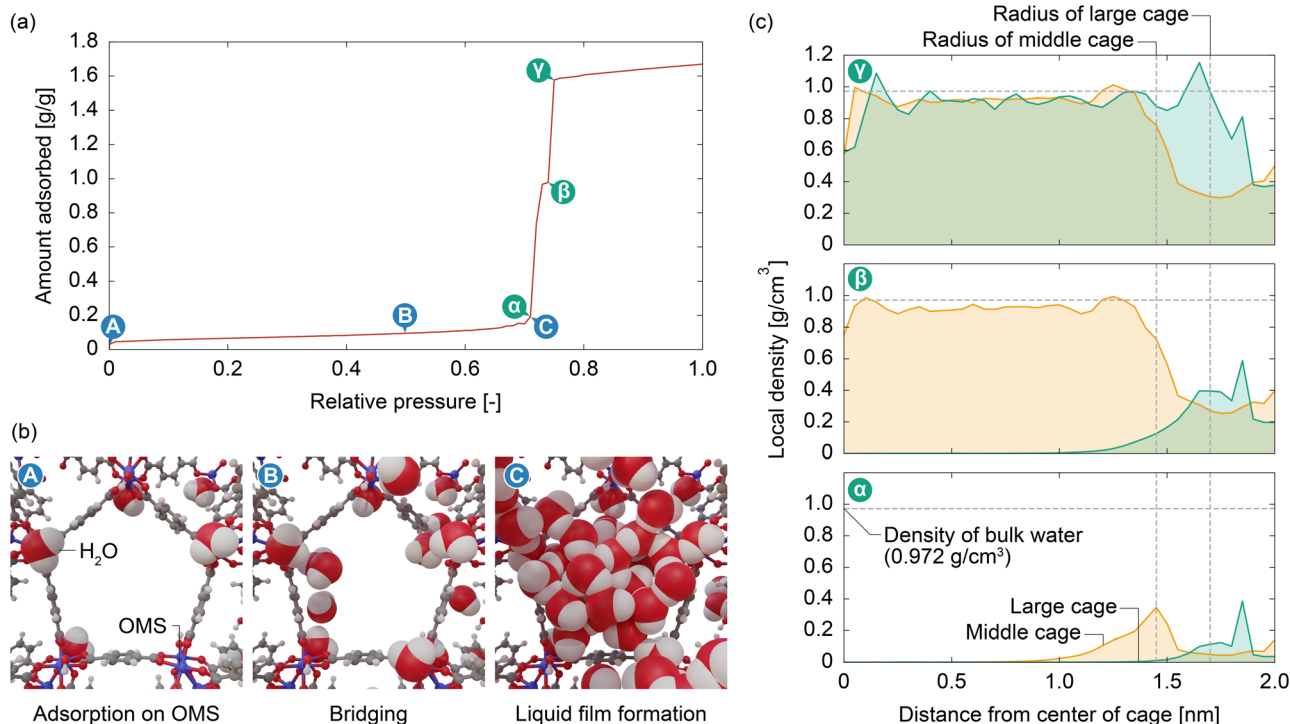 (a)
Amount adsorbed [g/g]
1.8
1.6
1.4
1.2
1.0
0.8
0.6
0.4
0.2
0
0
0.2
0.4
0.6
0.8
1.0
Relative pressure [-]
A
B
C
α
β
γ
(b)
A
H₂O
OMS
Adsorption on OMS
B
Bridging
C
Liquid film formation
(c)
Radius of large cage
Radius of middle cage
Local density [g/cm³]
γ
1.2
1.0
0.8
0.6
0.4
0.2
0
β
1.0
0.8
0.6
0.4
0.2
0
α
1.0
0.8
0.6
0.4
0.2
0
Density of bulk water
(0.972 g/cm³)
Large cage
Middle cage
0
0.5
1.0
1.5
2.0
Distance from center of cage [nm]